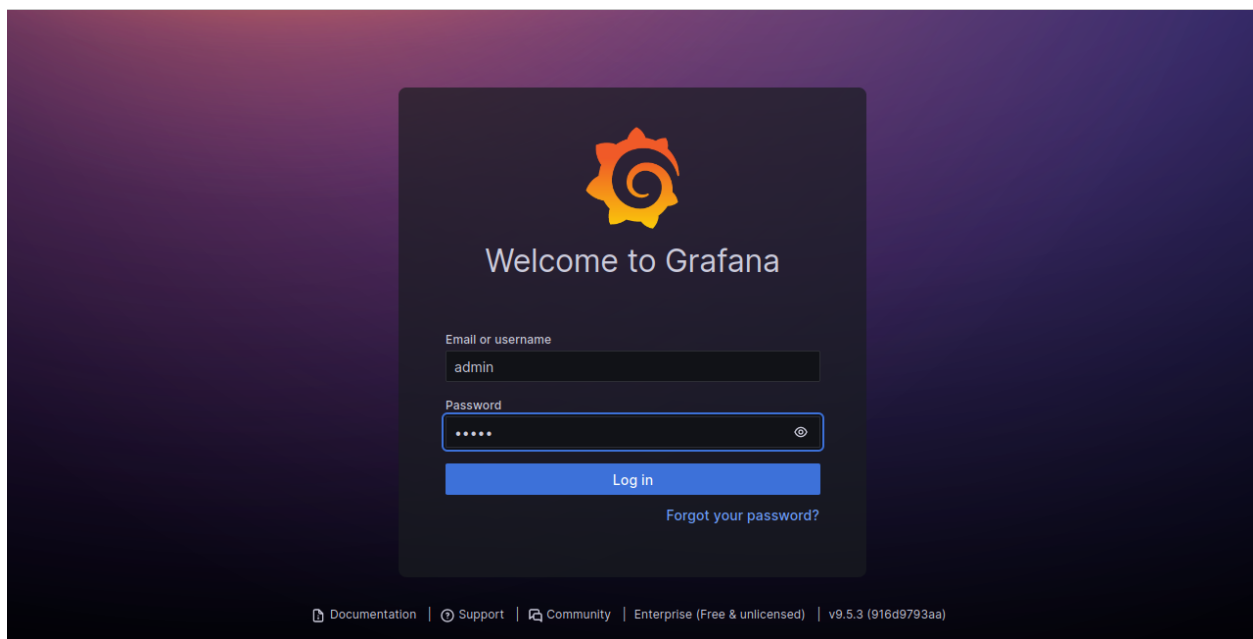 Welcome to Grafana
Email or username
admin
Password
•••••
Log in
Forgot your password?
Documentation | Support | Community | Enterprise (Free & unlicensed) | v9.5.3 (916d9793aa)